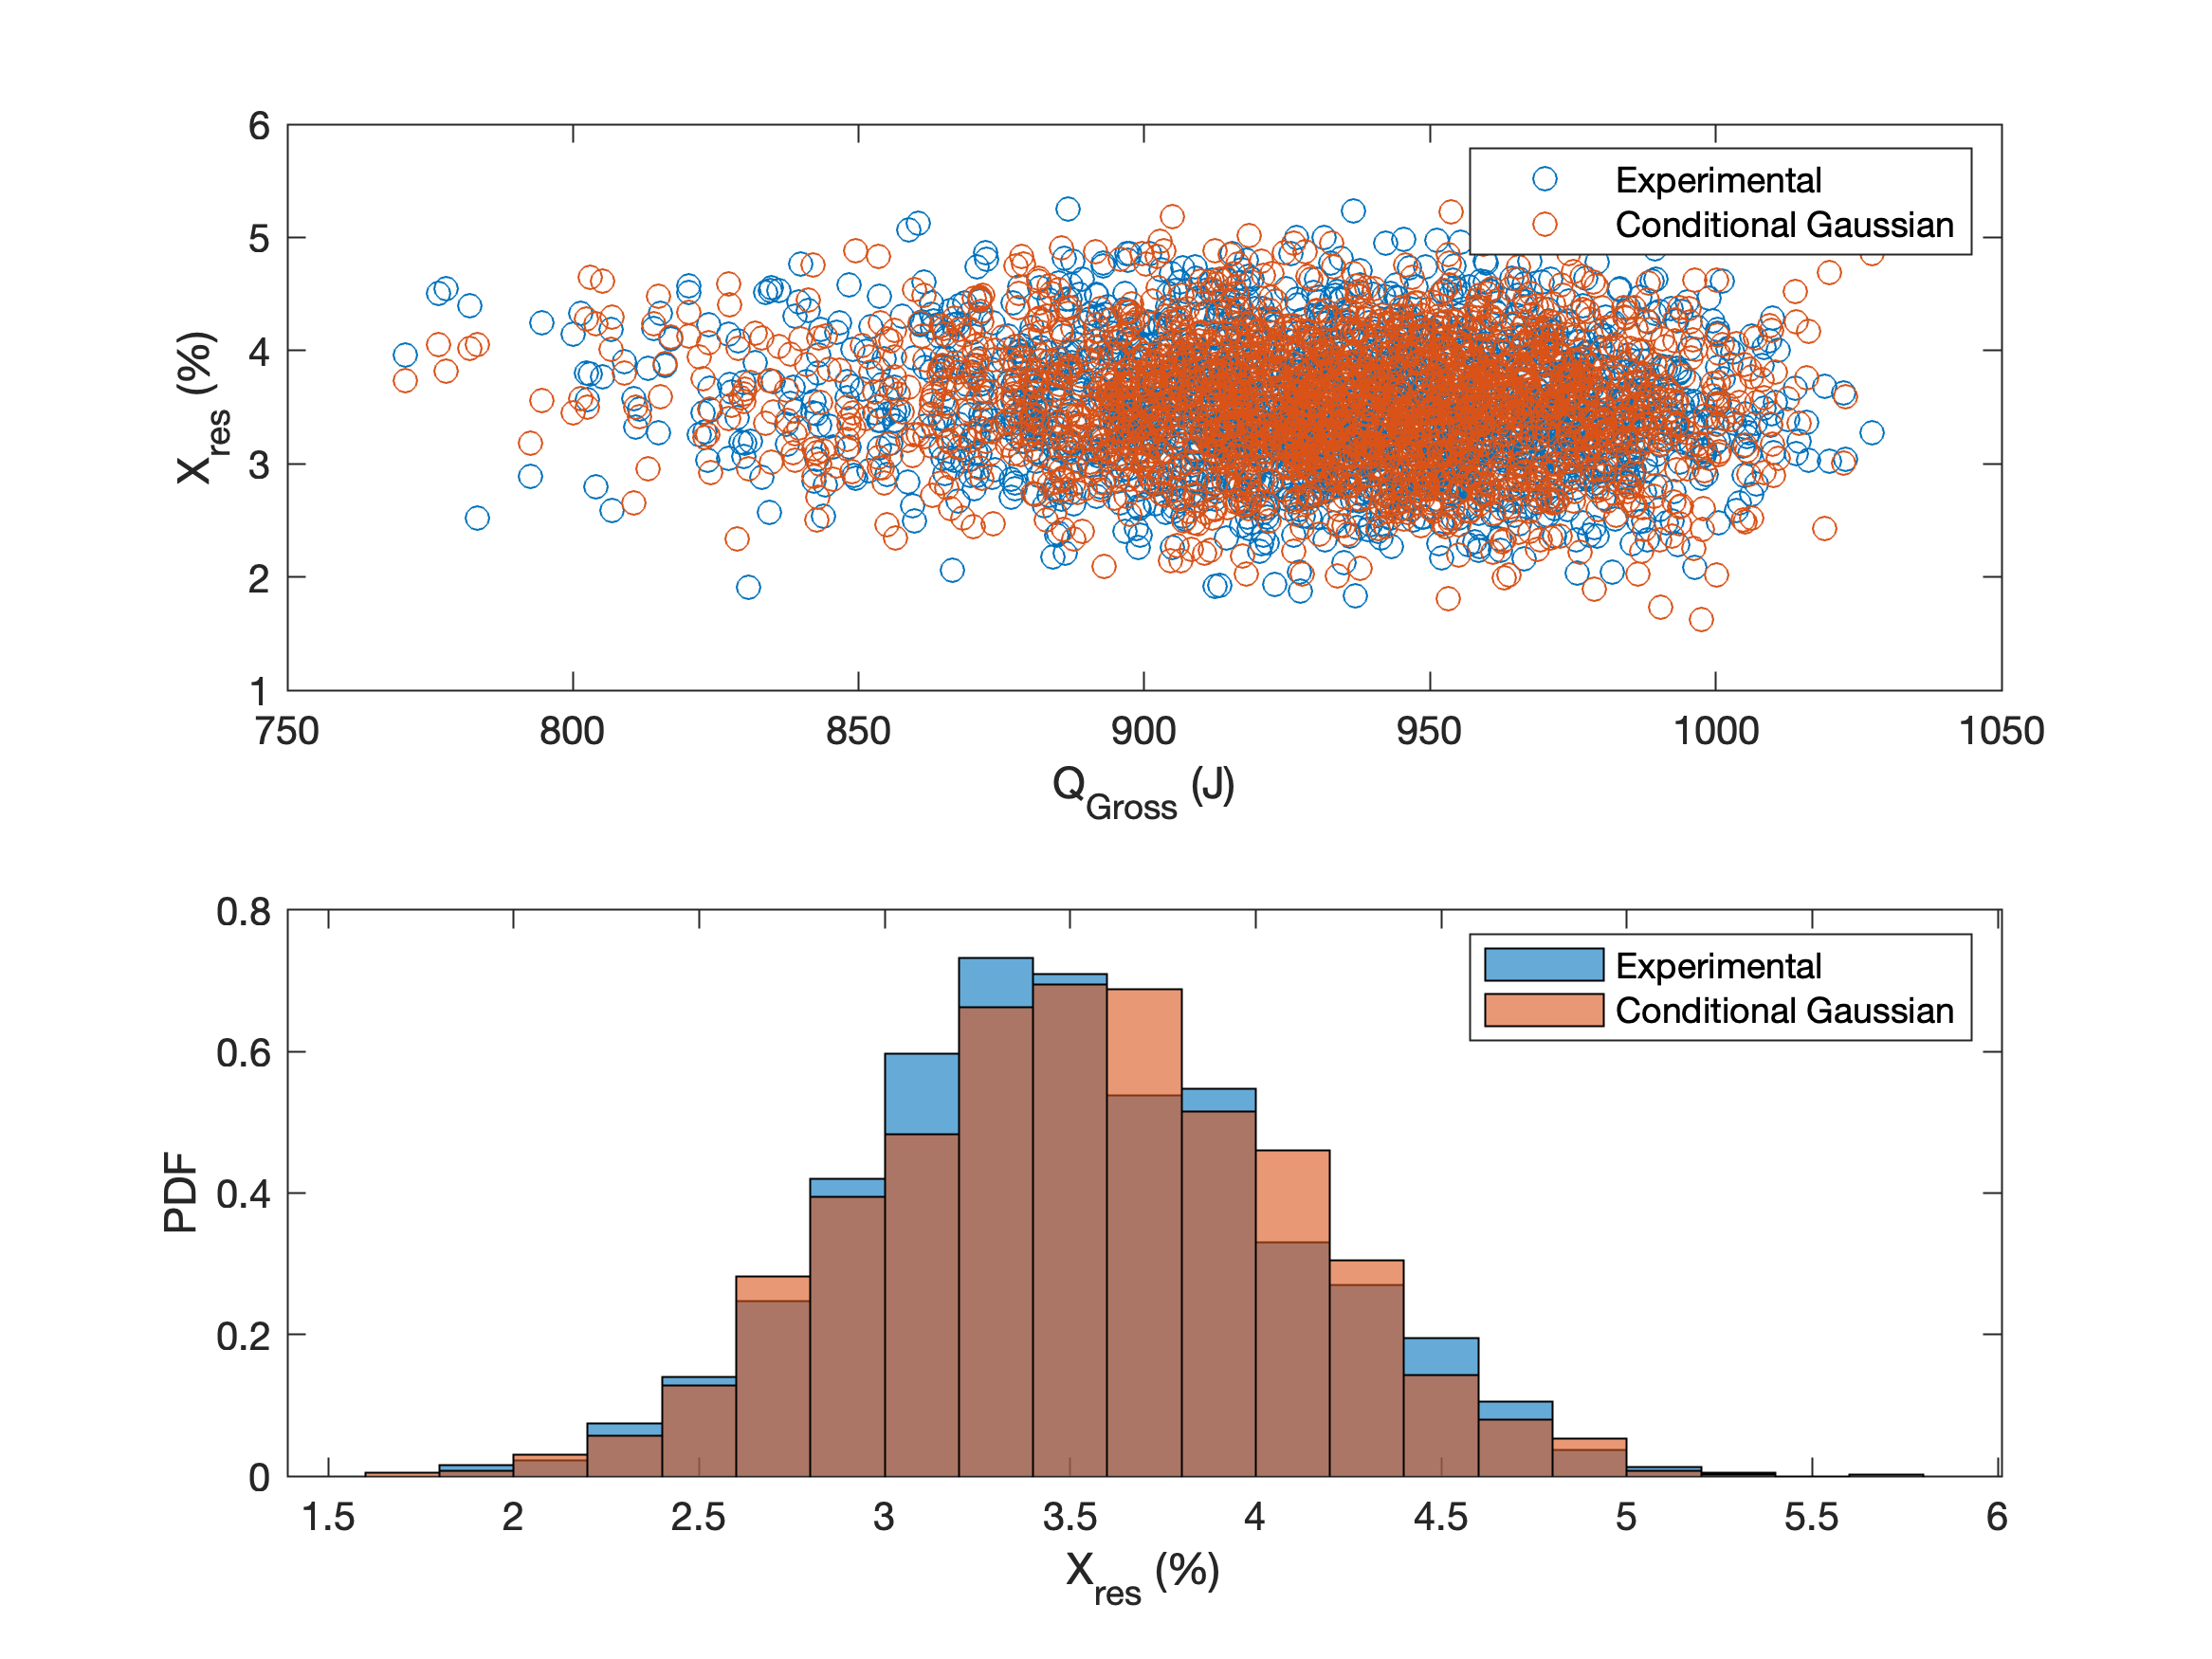 6
5
4
3
2
1
X_res (%)
Experimental
Conditional Gaussian
750 800 850 900 950 1000 1050
Q_Gross (J)
0.8
0.6
0.4
0.2
0
PDF
Experimental
Conditional Gaussian
1.5 2 2.5 3 3.5 4 4.5 5 5.5 6
X_res (%)